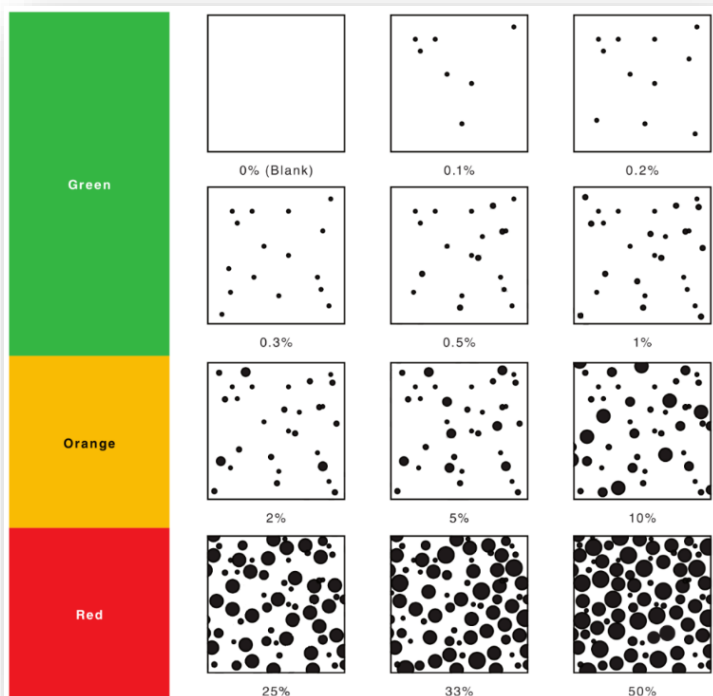 0% (Blank) 0.1% 0.2%
Green
0.3% 0.5% 1%
Orange
2% 5% 10%
Red
25% 33% 50%